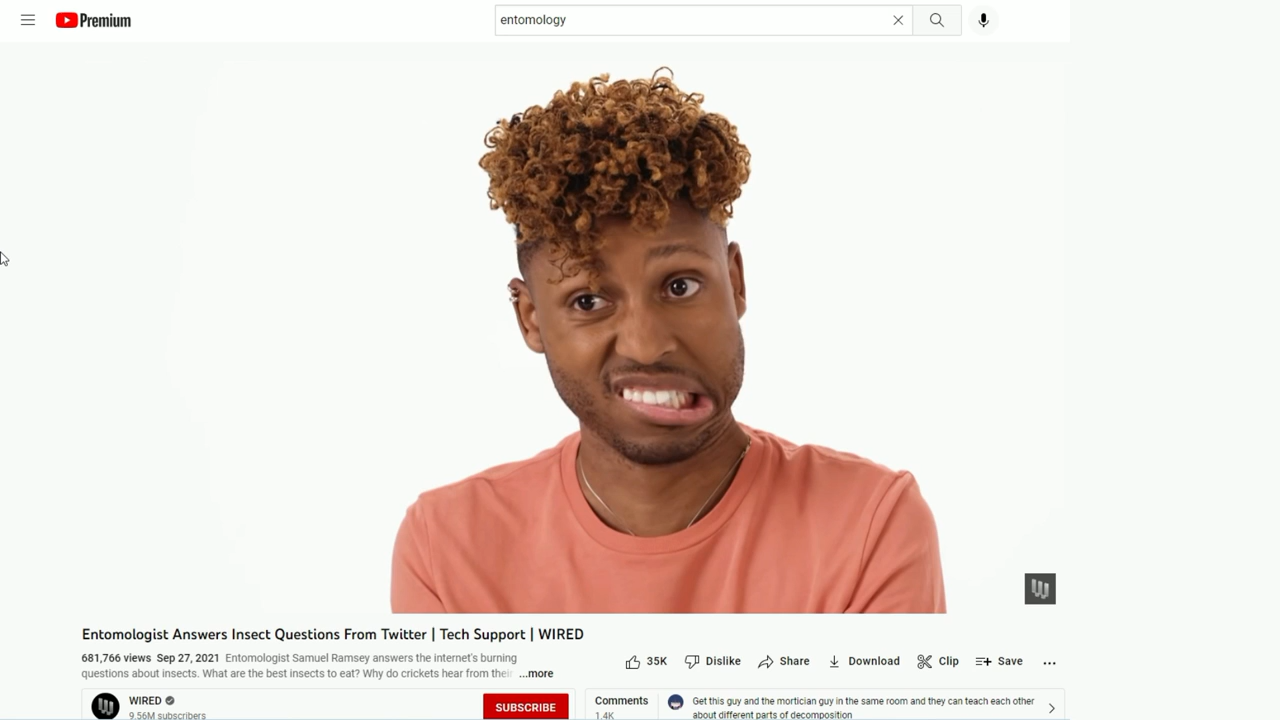 Premium
entomology
Entomologist Answers Insect Questions From Twitter | Tech Support | WIRED
681,766 views Sep 27, 2021 Entomologist Samuel Ramsey answers the internet's burning
questions about insects. What are the best insects to eat? Why do crickets hear from their ...more
35K
Dislike
Share
Download
Clip
Save
WIRED
9.56M subscribers
SUBSCRIBE
Comments
1.4K
Get this guy and the mortician guy in the same room and they can teach each other
about different parts of decomposition